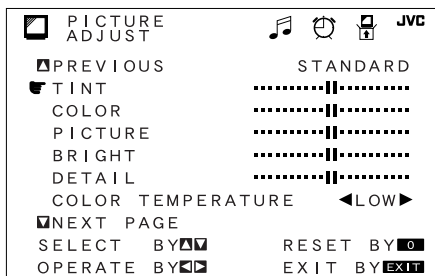 PICTURE
ADJUST
JVC
PREVIOUS STANDARD
TINT
COLOR
PICTURE
BRIGHT
DETAIL
COLOR TEMPERATURE ◀LOW▶
NEXT PAGE
SELECT BY▲▼ RESET BY 0
OPERATE BY◀▶ EXIT BY EXIT